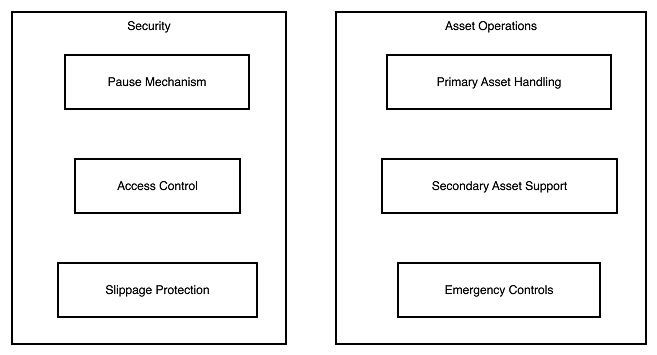 Security
Pause Mechanism
Access Control
Slippage Protection
Asset Operations
Primary Asset Handling
Secondary Asset Support
Emergency Controls